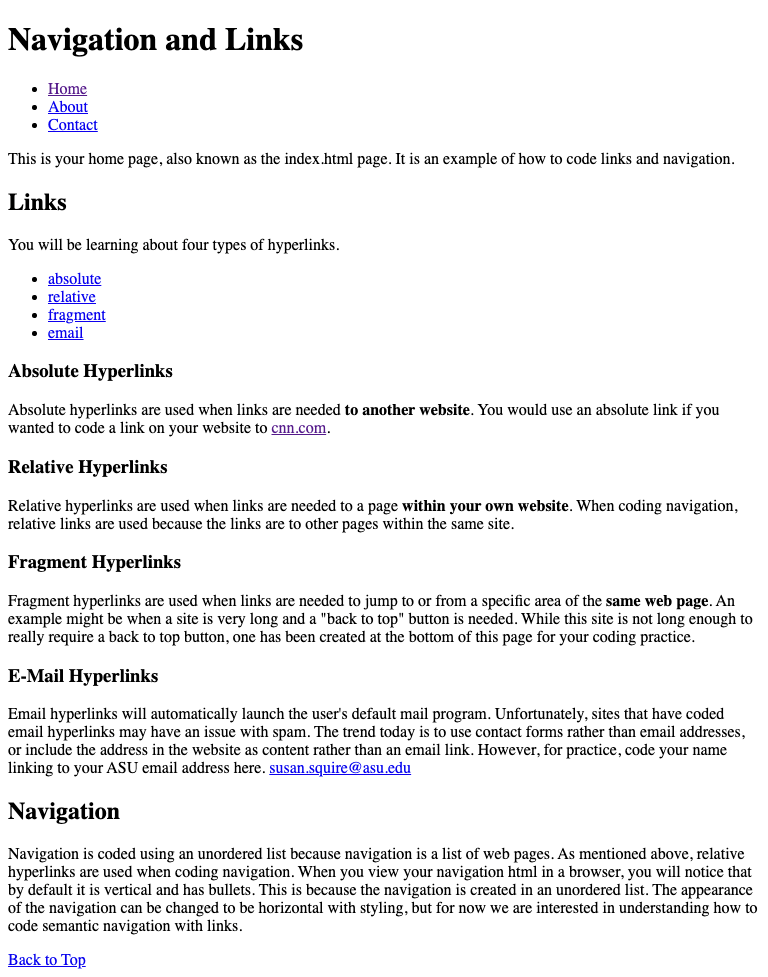 Navigation and Links
Home
About
Contact
This is your home page, also known as the index.html page. It is an example of how to code links and navigation.
Links
You will be learning about four types of hyperlinks.
absolute
relative
fragment
email
Absolute Hyperlinks
Absolute hyperlinks are used when links are needed to another website. You would use an absolute link if you
wanted to code a link on your website to cnn.com.
Relative Hyperlinks
Relative hyperlinks are used when links are needed to a page within your own website. When coding navigation,
relative links are used because the links are to other pages within the same site.
Fragment Hyperlinks
Fragment hyperlinks are used when links are needed to jump to or from a specific area of the same web page. An
example might be when a site is very long and a "back to top" button is needed. While this site is not long enough to
really require a back to top button, one has been created at the bottom of this page for your coding practice.
E-Mail Hyperlinks
Email hyperlinks will automatically launch the user's default mail program. Unfortunately, sites that have coded
email hyperlinks may have an issue with spam. The trend today is to use contact forms rather than email addresses,
or include the address in the website as content rather than an email link. However, for practice, code your name
linking to your ASU email address here. susan.squire@asu.edu
Navigation
Navigation is coded using an unordered list because navigation is a list of web pages. As mentioned above, relative
hyperlinks are used when coding navigation. When you view your navigation html in a browser, you will notice that
by default it is vertical and has bullets. This is because the navigation is created in an unordered list. The appearance
of the navigation can be changed to be horizontal with styling, but for now we are interested in understanding how to
code semantic navigation with links.
Back to Top